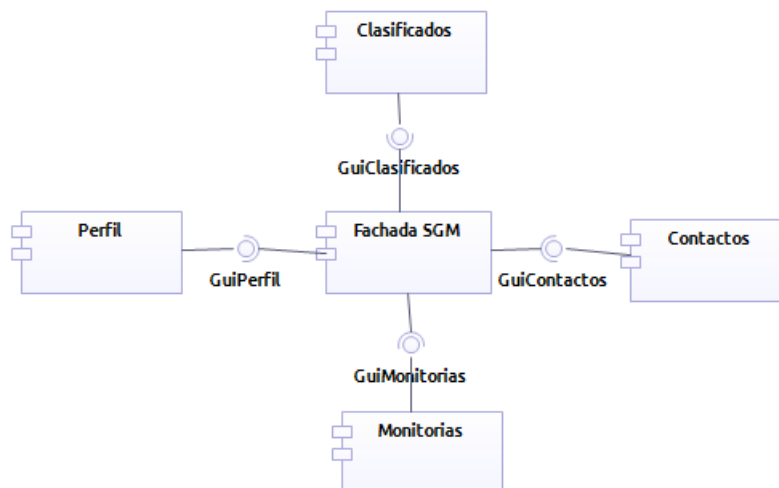 Clasificados
GuiClasificados
Perfil
Fachada SGM
Contactos
GuiPerfil
GuiContactos
GuiMonitorias
Monitorias